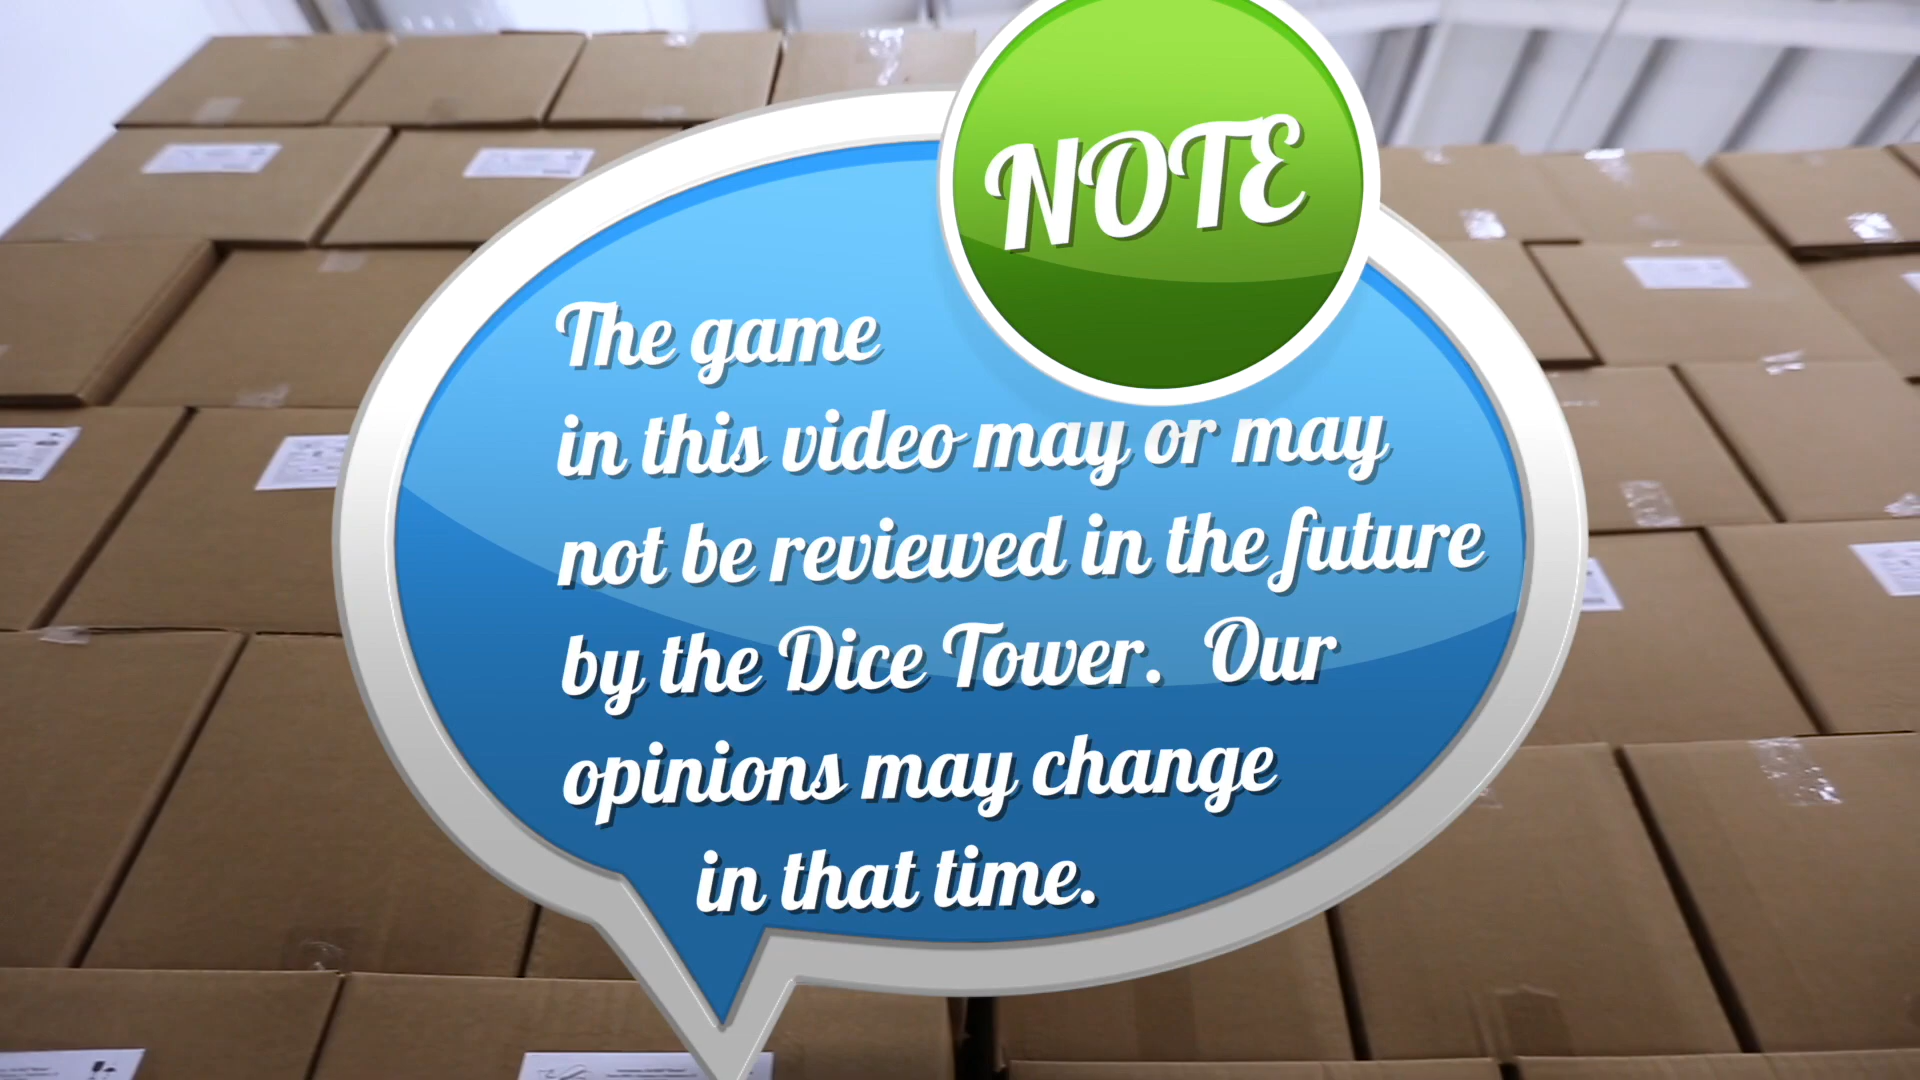 NOTE
The game
in this video may or may
not be reviewed in the future
by the Dice Tower. Our
opinions may change
in that time.